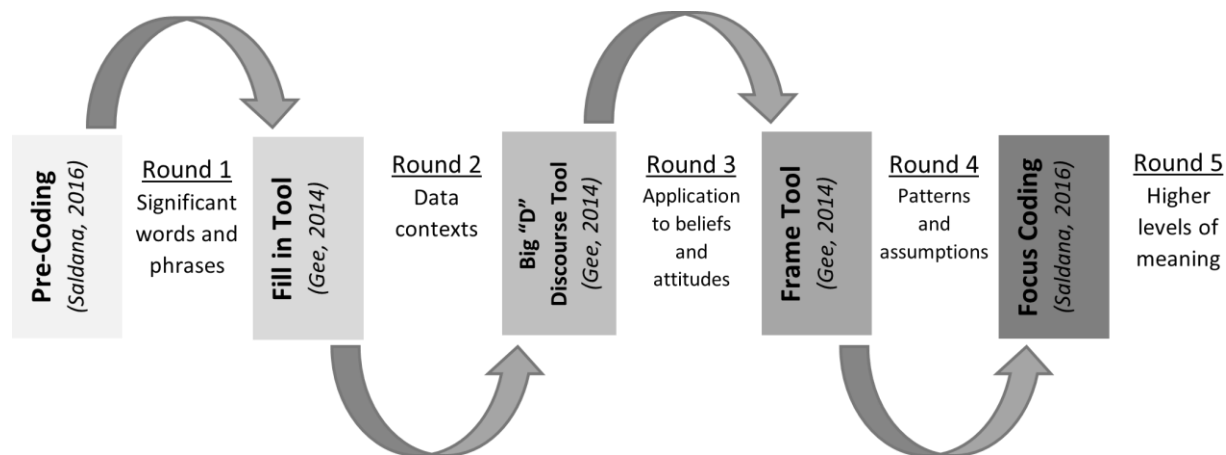 Pre-Coding
(Saldana, 2016)
Round 1
Significant
words and
phrases
Fill in Tool
(Gee, 2014)
Round 2
Data
contexts
Big “D”
Discourse Tool
(Gee, 2014)
Round 3
Application
to beliefs
and
attitudes
Frame Tool
(Gee, 2014)
Round 4
Patterns
and
assumptions
Focus Coding
(Saldana, 2016)
Round 5
Higher
levels of
meaning